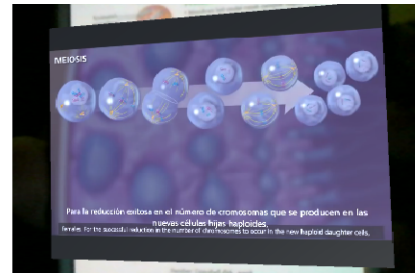 MEIOSIS
Para la reducción exitosa en el número de cromosomas que se producen en las
nuevas células hijas haploides.
females. For the successful reduction in the number of chromosomes to occur in the new haploid daughter cells,